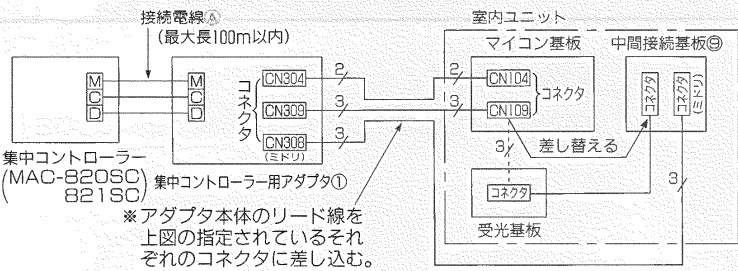 接続電線Ⓐ
(最大長100m以内)
室内ユニット
マイコン基板
中間接続基板⑨
M
C
D
M
C
D
コネクタ
CN304
CN309
CN308
(ミドリ)
2
3
3
2
3
CN104
CN109
コネクタ
コネクタ
コネクタ
(ミドリ)
差し替える
3
3
コネクタ
受光基板
集中コントローラー
(MAC-820SC
821SC)
集中コントローラー用アダプタ①
※アダプタ本体のリード線を
上図の指定されているそれ
ぞれのコネクタに差し込む。